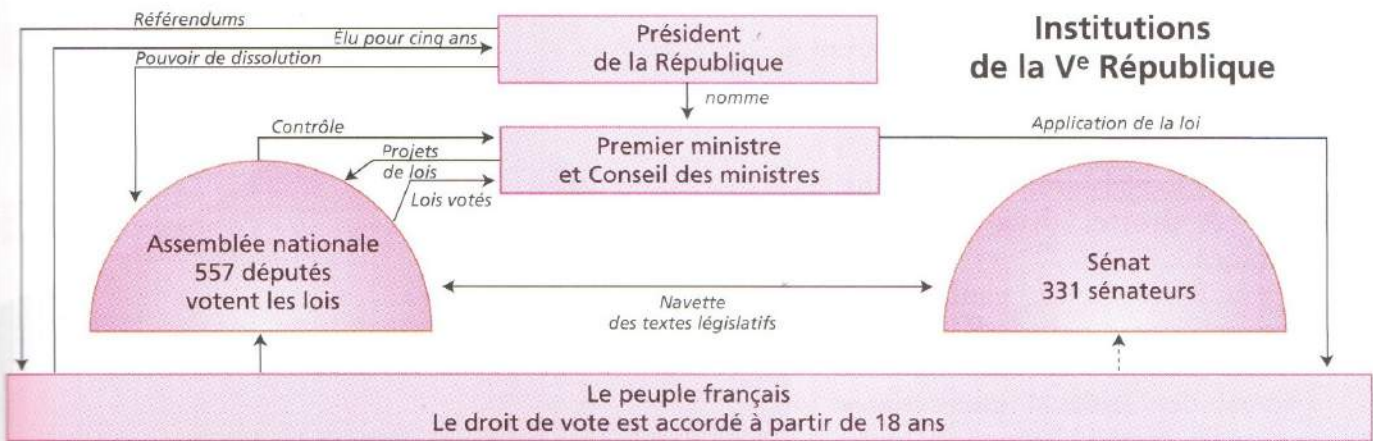 Institutions
de la Vᵉ République
Référendums
Élu pour cinq ans
Pouvoir de dissolution
Président
de la République
nomme
Contrôle
Projets
de lois
Lois votés
Premier ministre
et Conseil des ministres
Application de la loi
Assemblée nationale
557 députés
votent les lois
Navette
des textes législatifs
Sénat
331 sénateurs
Le peuple français
Le droit de vote est accordé à partir de 18 ans